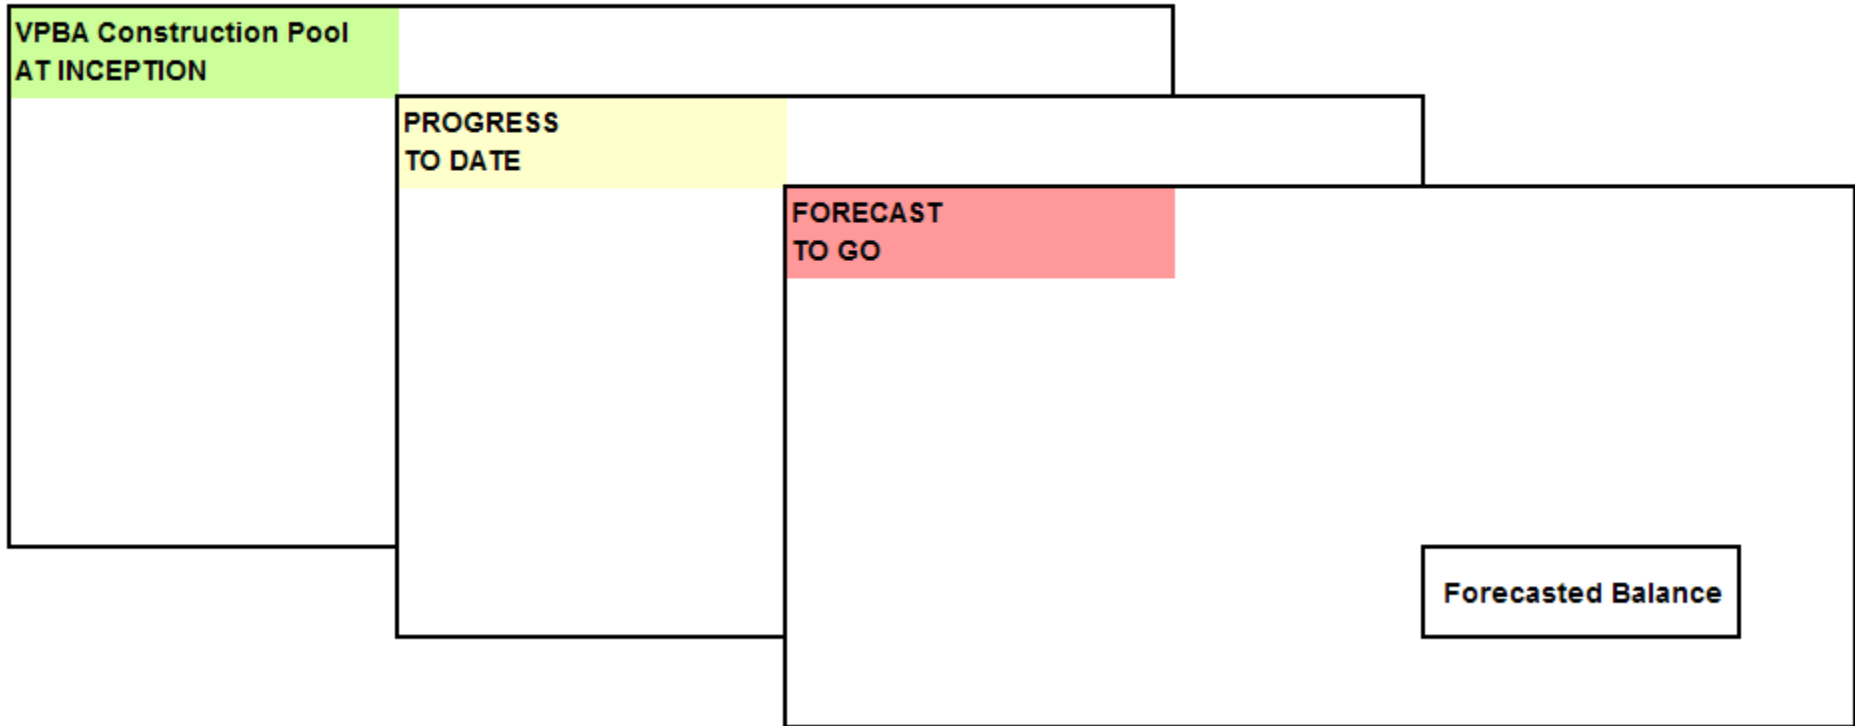 VPBA Construction Pool
AT INCEPTION
PROGRESS
TO DATE
FORECAST
TO GO
Forecasted Balance